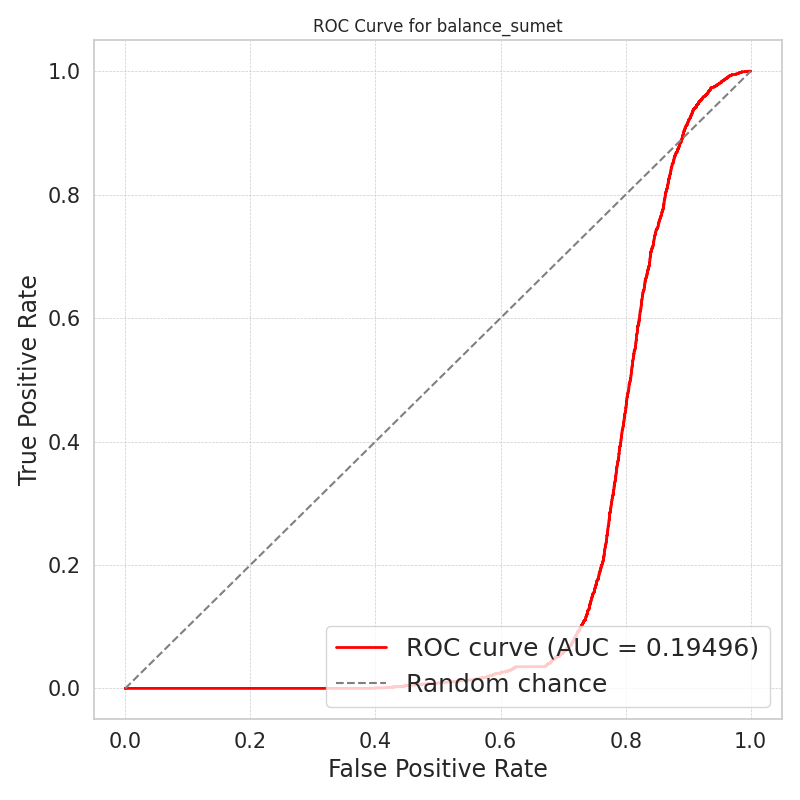 ROC Curve for balance_sumet
1.0
0.8
0.6
0.4
0.2
0.0
True Positive Rate
ROC curve (AUC = 0.19496)
Random chance
0.0 0.2 0.4 0.6 0.8 1.0
False Positive Rate